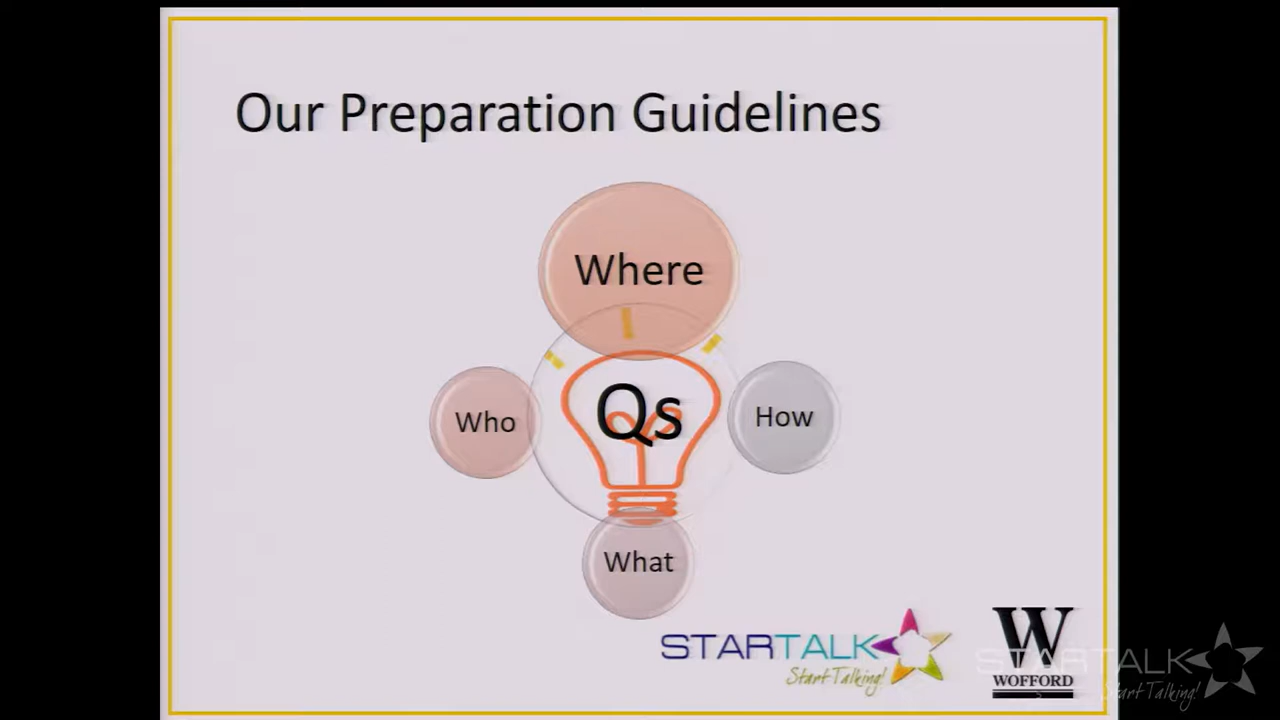 Our Preparation Guidelines
Where
Who
Qs
How
What
STARTALK
Start Talking!
W
WOFFORD
STARTALK
Start Talking!